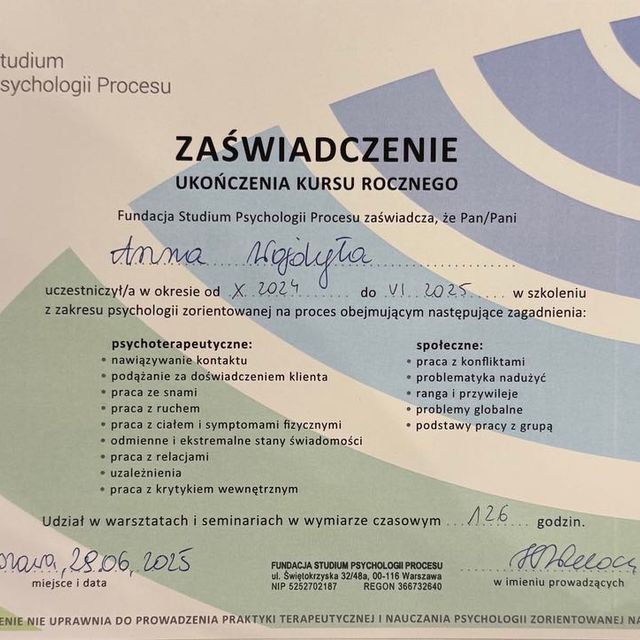 tudium
sychologii Procesu
ZAŚWIADCZENIE
UKOŃCZENIA KURSU ROCZNEGO
Fundacja Studium Psychologii Procesu zaświadcza, że Pan/Pani
Anna Wojdyła
uczestniczył/a w okresie od X 2024 do VI 2025 w szkoleniu
z zakresu psychologii zorientowanej na proces obejmującym następujące zagadnienia:
psychoterapeutyczne:
• nawiązywanie kontaktu
• podążanie za doświadczeniem klienta
• praca ze snami
• praca z ruchem
• praca z ciałem i symptomami fizycznymi
• odmienne i ekstremalne stany świadomości
• praca z relacjami
• uzależnienia
• praca z krytykiem wewnętrznym
społeczne:
• praca z konfliktami
• problematyka nadużyć
• ranga i przywileje
• problemy globalne
• podstawy pracy z grupą
Udział w warsztatach i seminariach w wymiarze czasowym 126 godzin.
szawa, 28.06, 2025
miejsce i data
FUNDACJA STUDIUM PSYCHOLOGII PROCESU
ul. Świętokrzyska 32/48a, 00-116 Warszawa
NIP 5252702187 REGON 366732640
w imieniu prowadzących
ENIE NIE UPRAWNIA DO PROWADZENIA PRAKTYKI TERAPEUTYCZNEJ I NAUCZANIA PSYCHOLOGII ZORIENTOWANEJ NA